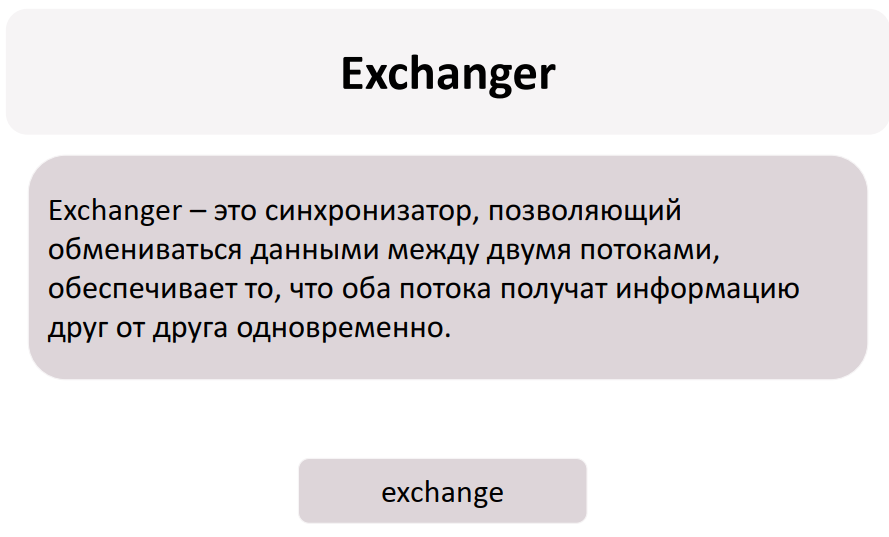 Exchanger
Exchanger – это синхронизатор, позволяющий
обмениваться данными между двумя потоками,
обеспечивает то, что оба потока получат информацию
друг от друга одновременно.
exchange